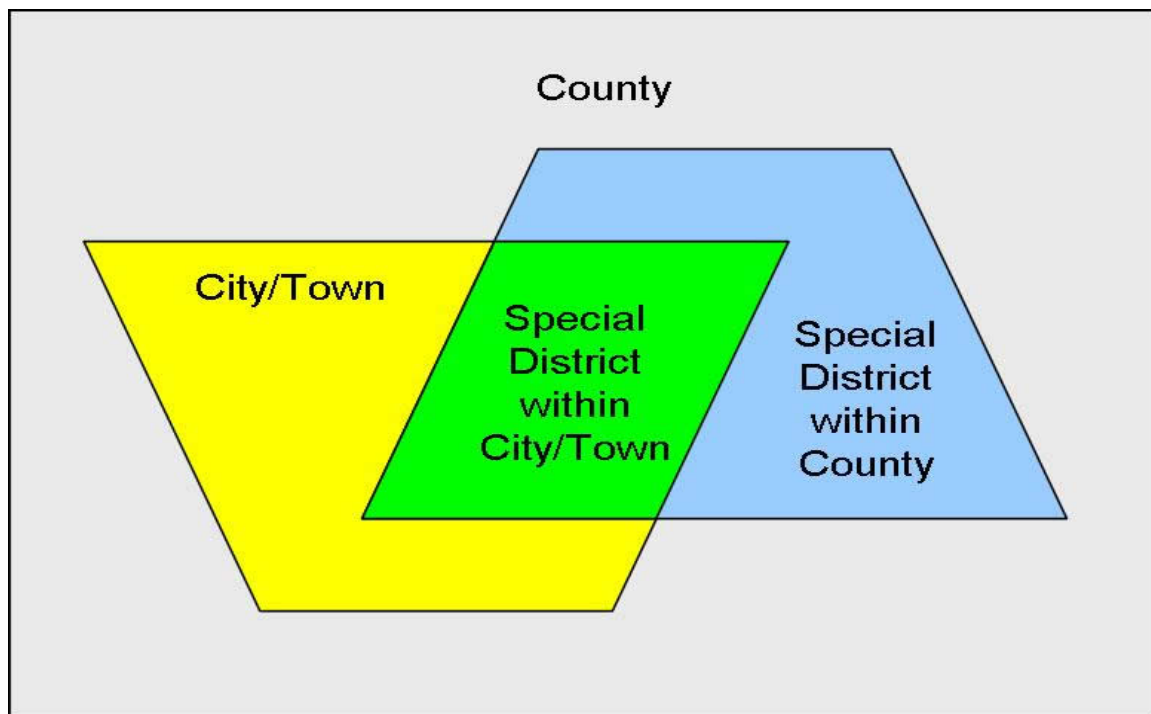 County
City/Town
Special
District
within
City/Town
Special
District
within
County